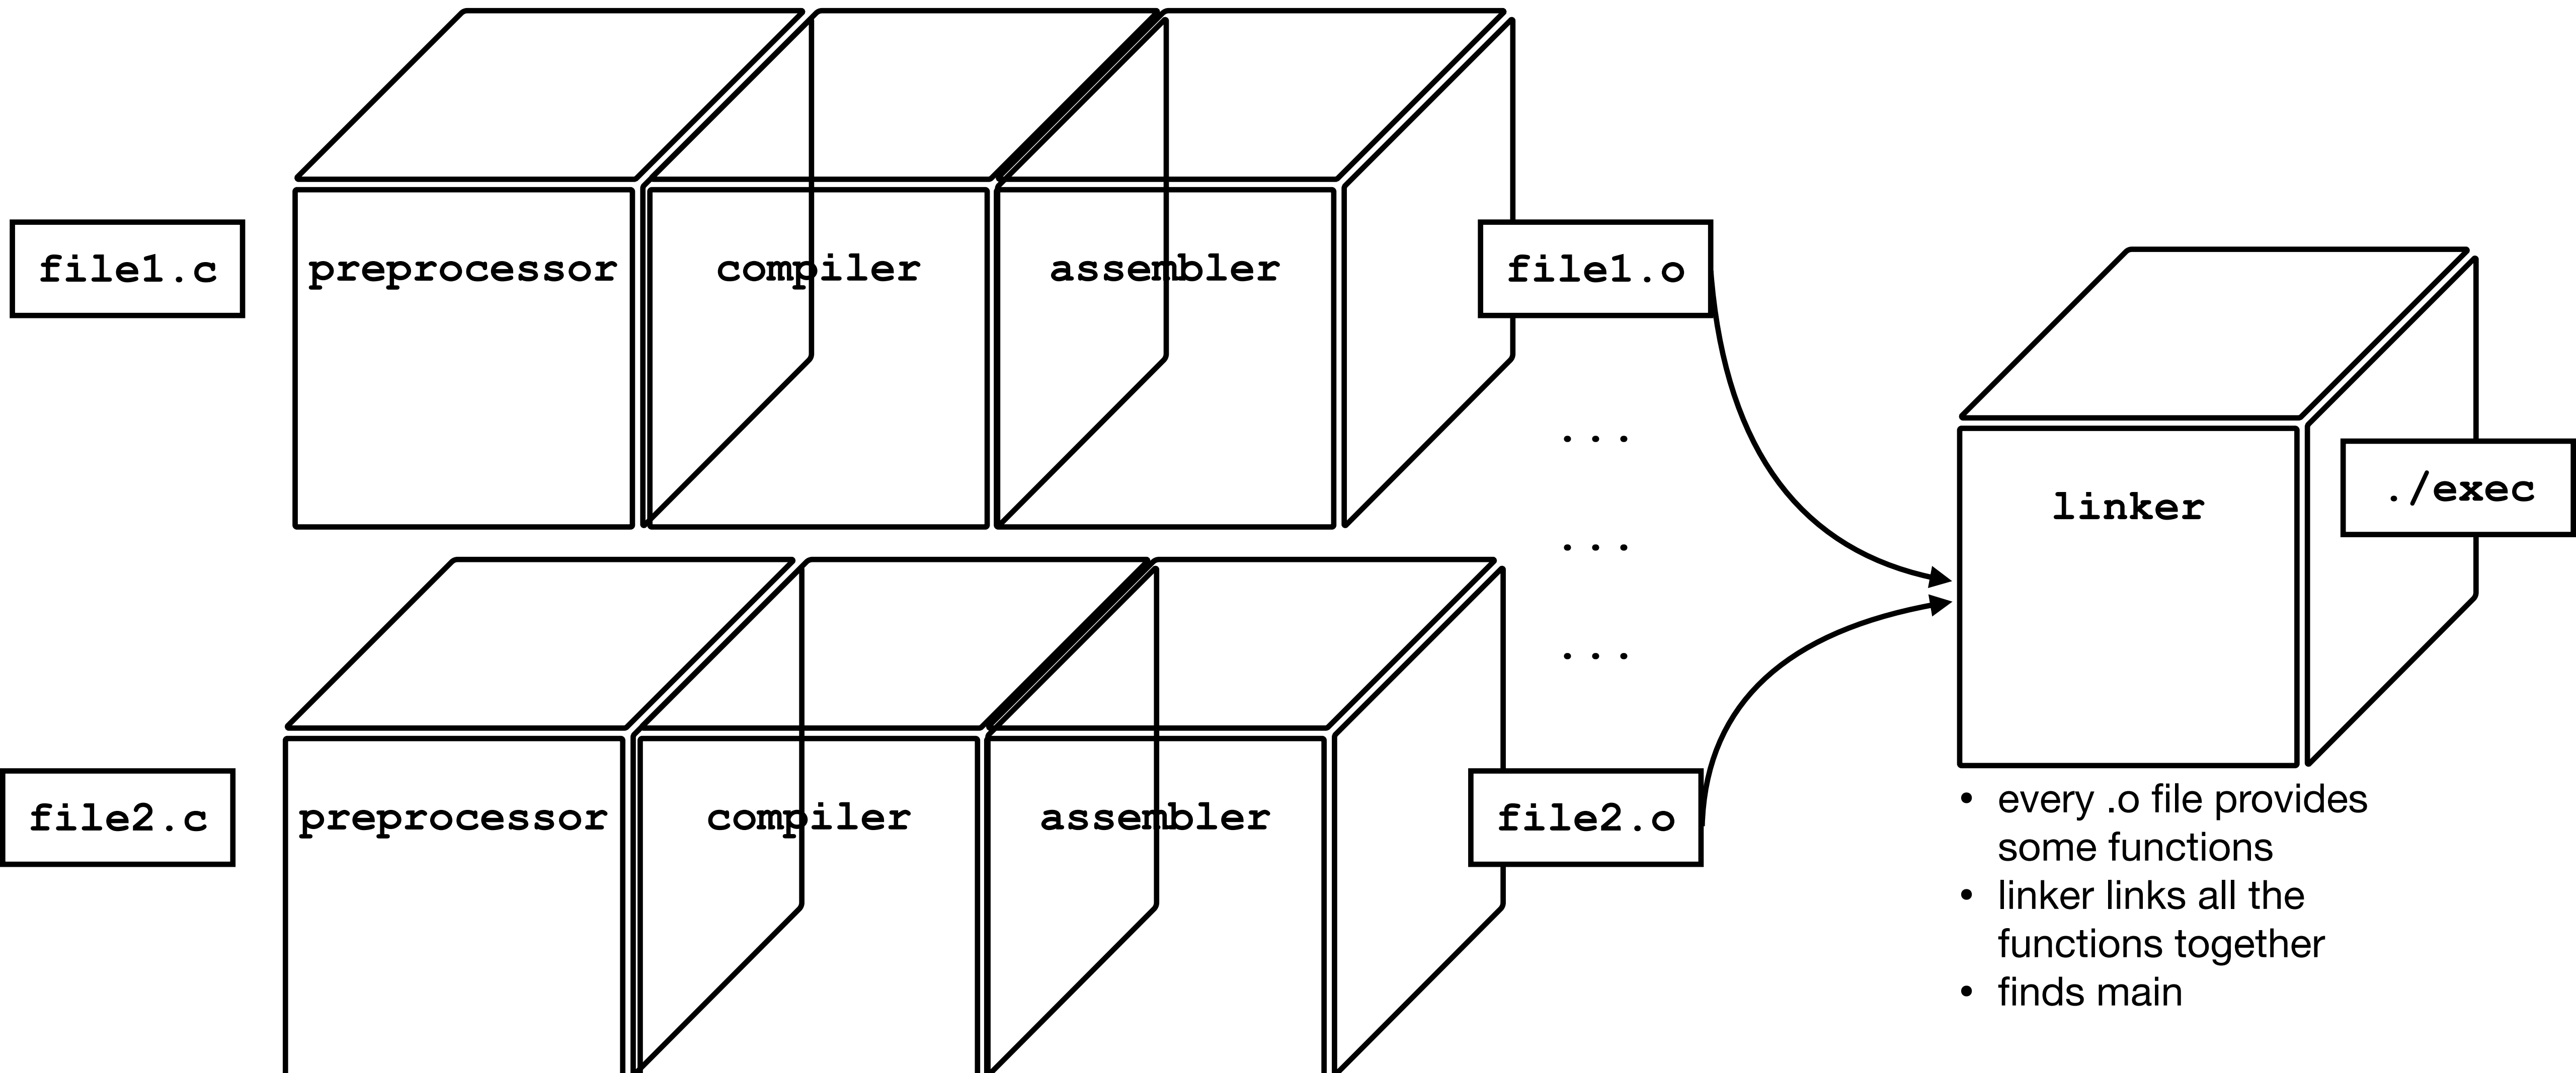 file1.c
preprocessor
compiler
assembler
file1.o
...
...
...
linker
./exec
file2.c
preprocessor
compiler
assembler
file2.o
• every .o file provides
some functions
• linker links all the
functions together
• finds main